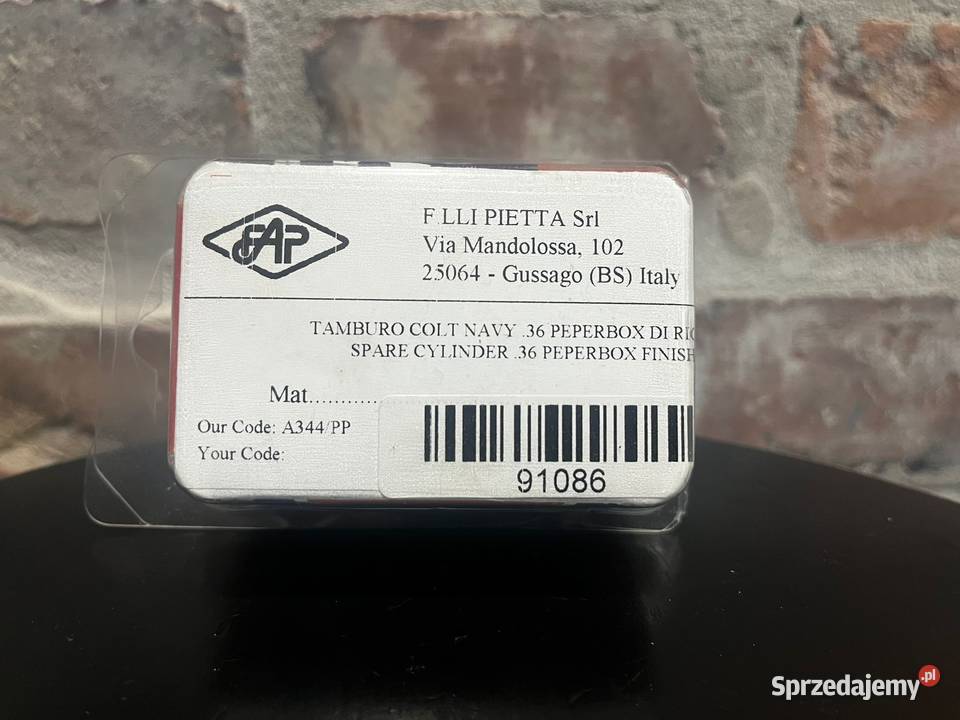 FAP
F.LLI PIETTA Srl
Via Mandolossa, 102
25064 - Gussago (BS) Italy
TAMBURO COLT NAVY .36 PEPERBOX DI
SPARE CYLINDER .36 PEPERBOX FINISH
Mat...........
Our Code: A344/PP
Your Code:
91086
Sprzedajemy.pl